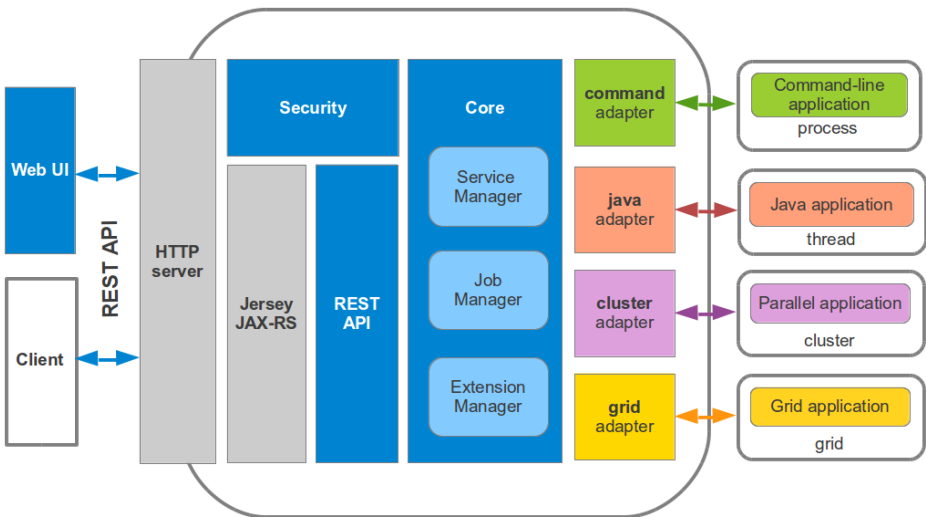 Web UI
Client
REST API
HTTP
server
Security
Jersey
JAX-RS
REST
API
Core
Service
Manager
Job
Manager
Extension
Manager
command
adapter
java
adapter
cluster
adapter
grid
adapter
Command-line
application
process
Java application
thread
Parallel application
cluster
Grid application
grid